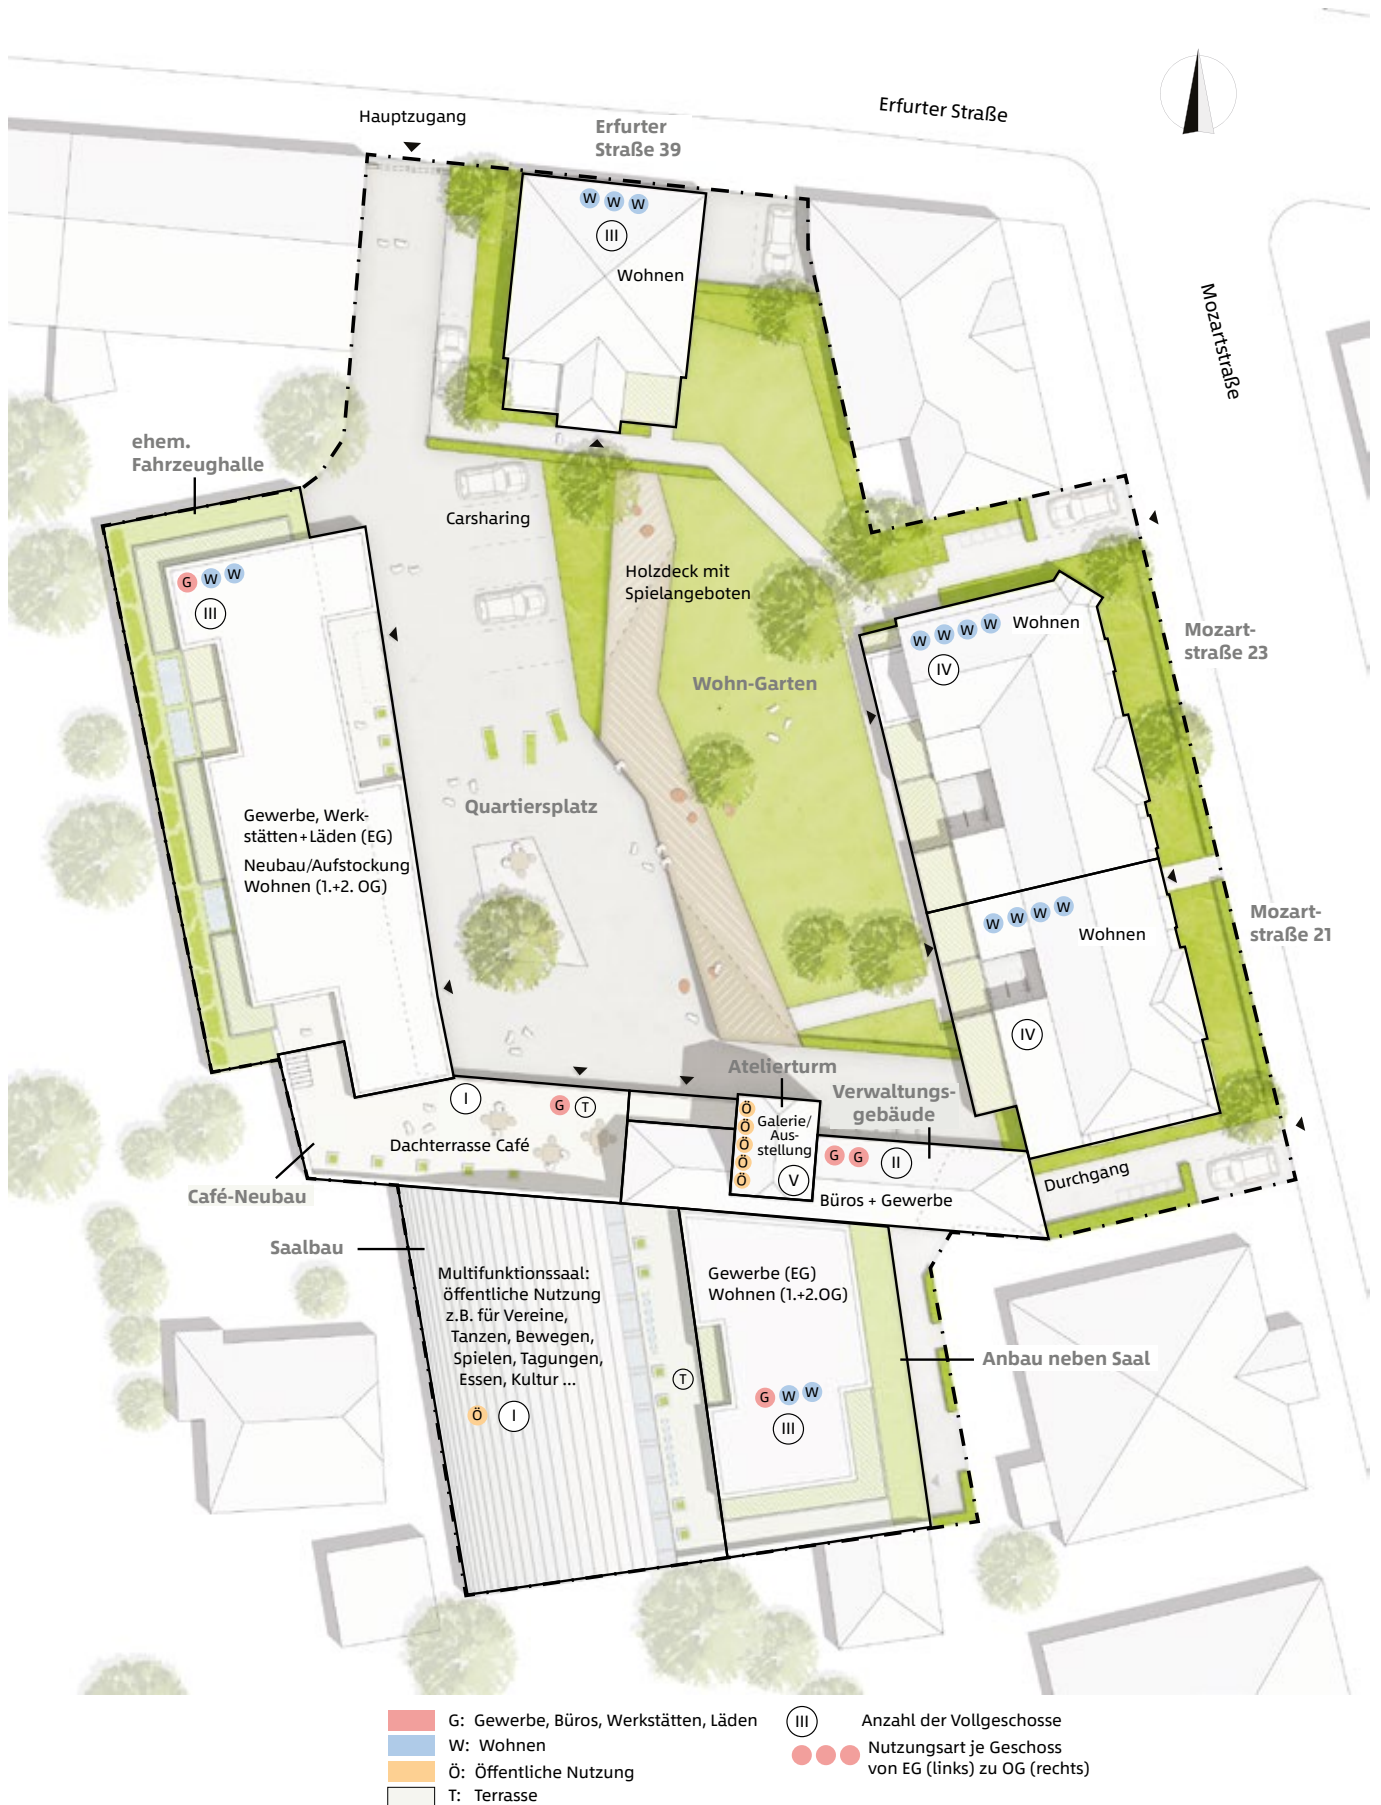 Erfurter Straße
Hauptzugang
Erfurter
Straße 39
W W W
III
Wohnen
Mozartstraße
ehem.
Fahrzeughalle
Carsharing
G W W
III
Holzdeck mit
Spielangeboten
W W W W
Wohnen
IV
Mozart-
straße 23
Wohn-Garten
Quartiersplatz
Gewerbe, Werk-
stätten+Läden (EG)
Neubau/Aufstockung
Wohnen (1.+2. OG)
W W W W
Wohnen
Mozart-
straße 21
IV
Atelierturm
Verwaltungs-
gebäude
I
G T
Dachterrasse Café
Ö
Ö
Ö
Ö
Ö
Galerie/
Aus-
stellung
V
G G II
Büros + Gewerbe
Durchgang
Café-Neubau
Saalbau
Multifunktionssaal:
öffentliche Nutzung
z.B. für Vereine,
Tanzen, Bewegen,
Spielen, Tagungen,
Essen, Kultur ...
Ö I
T
Gewerbe (EG)
Wohnen (1.+2.OG)
G W W
III
Anbau neben Saal
G: Gewerbe, Büros, Werkstätten, Läden
W: Wohnen
Ö: Öffentliche Nutzung
T: Terrasse
III Anzahl der Vollgeschosse
Nutzungsart je Geschoss
von EG (links) zu OG (rechts)